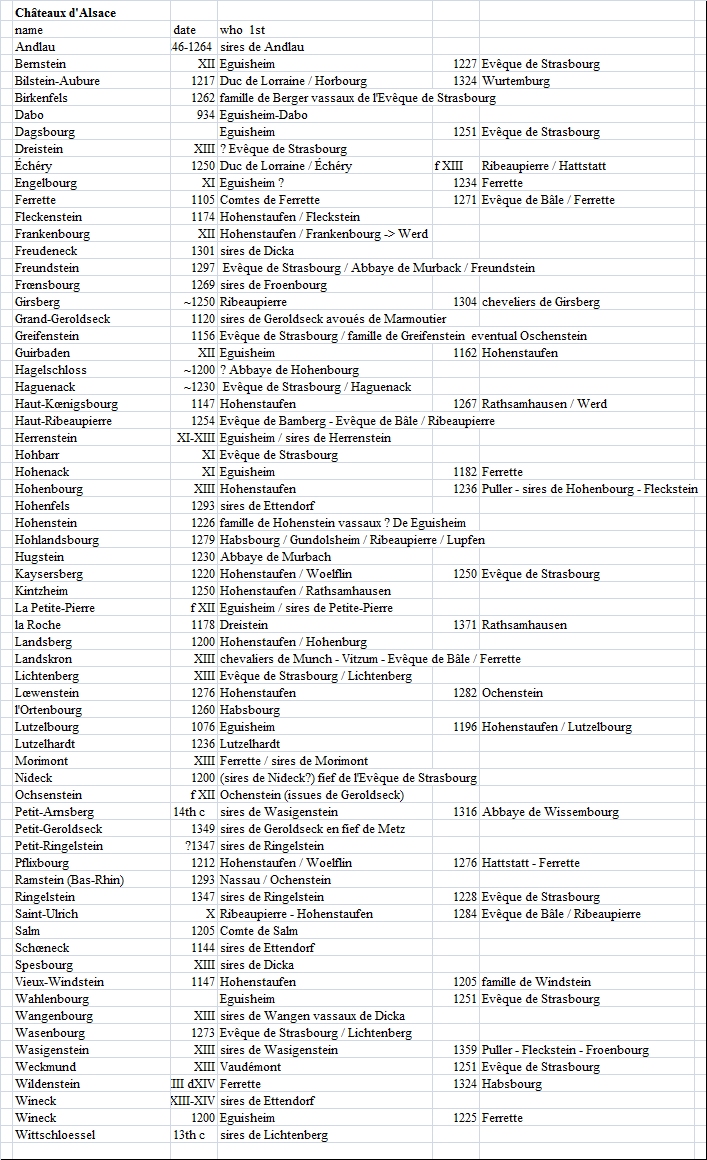 Châteaux d'Alsace
name date who 1st
Andlau 46-1264 sires de Andlau
Bernstein XII Eguisheim 1227 Evêque de Strasbourg
Bilstein-Aubure 1217 Duc de Lorraine / Horbourg 1324 Wurtemburg
Birkenfels 1262 famille de Berger vassaux de l'Evêque de Strasbourg
Dabo 934 Eguisheim-Dabo
Dagsbourg Eguisheim 1251 Evêque de Strasbourg
Dreistein XIII ? Evêque de Strasbourg
Échéry 1250 Duc de Lorraine / Échéry f XIII Ribeaupierre / Hattstatt
Engelbourg XI Eguisheim ? 1234 Ferrette
Ferrette 1105 Comtes de Ferrette 1271 Evêque de Bâle / Ferrette
Fleckenstein 1174 Hohenstaufen / Fleckstein
Frankenbourg XII Hohenstaufen / Frankenbourg -> Werd
Freudeneck 1301 sires de Dicka
Freundstein 1297 Evêque de Strasbourg / Abbaye de Murback / Freundstein
Frœnsbourg 1269 sires de Froenbourg
Girsberg ~1250 Ribeaupierre 1304 cheveliers de Girsberg
Grand-Geroldseck 1120 sires de Geroldseck avoués de Marmoutier
Greifenstein 1156 Evêque de Strasbourg / famille de Greifenstein eventual Oschenstein
Guirbaden XII Eguisheim 1162 Hohenstaufen
Hagelschloss ~1200 ? Abbaye de Hohenbourg
Haguenack ~1230 Evêque de Strasbourg / Haguenack
Haut-Kœnigsbourg 1147 Hohenstaufen 1267 Rathsamhausen / Werd
Haut-Ribeaupierre 1254 Evêque de Bamberg - Evêque de Bâle / Ribeaupierre
Herrenstein XI-XIII Eguisheim / sires de Herrenstein
Hohbarr XI Evêque de Strasbourg
Hohenack XI Eguisheim 1182 Ferrette
Hohenbourg XIII Hohenstaufen 1236 Puller - sires de Hohenbourg - Fleckstein
Hohenfels 1293 sires de Ettendorf
Hohenstein 1226 famille de Hohenstein vassaux ? De Eguisheim
Hohlandsbourg 1279 Habsbourg / Gundolsheim / Ribeaupierre / Lupfen
Hugstein 1230 Abbaye de Murbach
Kaysersberg 1220 Hohenstaufen / Woelflin 1250 Evêque de Strasbourg
Kintzheim 1250 Hohenstaufen / Rathsamhausen
La Petite-Pierre f XII Eguisheim / sires de Petite-Pierre
la Roche 1178 Dreistein 1371 Rathsamhausen
Landsberg 1200 Hohenstaufen / Hohenburg
Landskron XIII chevaliers de Munch - Vitzum - Evêque de Bâle / Ferrette
Lichtenberg XIII Evêque de Strasbourg / Lichtenberg
Lœwenstein 1276 Hohenstaufen 1282 Ochenstein
l'Ortenbourg 1260 Habsbourg
Lutzelbourg 1076 Eguisheim 1196 Hohenstaufen / Lutzelbourg
Lutzelhardt 1236 Lutzelhardt
Morimont XIII Ferrette / sires de Morimont
Nideck 1200 (sires de Nideck?) fief de l'Evêque de Strasbourg
Ochsenstein f XII Ochenstein (issues de Geroldseck)
Petit-Arnsberg 14th c sires de Wasigenstein 1316 Abbaye de Wissembourg
Petit-Geroldseck 1349 sires de Geroldseck en fief de Metz
Petit-Ringelstein ?1347 sires de Ringelstein
Pflixbourg 1212 Hohenstaufen / Woelflin 1276 Hattstatt - Ferrette
Ramstein (Bas-Rhin) 1293 Nassau / Ochenstein
Ringelstein 1347 sires de Ringelstein 1228 Evêque de Strasbourg
Saint-Ulrich X Ribeaupierre - Hohenstaufen 1284 Evêque de Bâle / Ribeaupierre
Salm 1205 Comte de Salm
Schœneck 1144 sires de Ettendorf
Spesbourg XIII sires de Dicka
Vieux-Windstein 1147 Hohenstaufen 1205 famille de Windstein
Wahlenbourg Eguisheim 1251 Evêque de Strasbourg
Wangenbourg XIII sires de Wangen vassaux de Dicka
Wasenbourg 1273 Evêque de Strasbourg / Lichtenberg
Wasigenstein XIII sires de Wasigenstein 1359 Puller - Fleckstein - Froenbourg
Weckmund XIII Vaudémont 1251 Evêque de Strasbourg
Wildenstein III dXIV Ferrette 1324 Habsbourg
Wineck XIII-XIV sires de Ettendorf
Wineck 1200 Eguisheim 1225 Ferrette
Wittschloessel 13th c sires de Lichtenberg